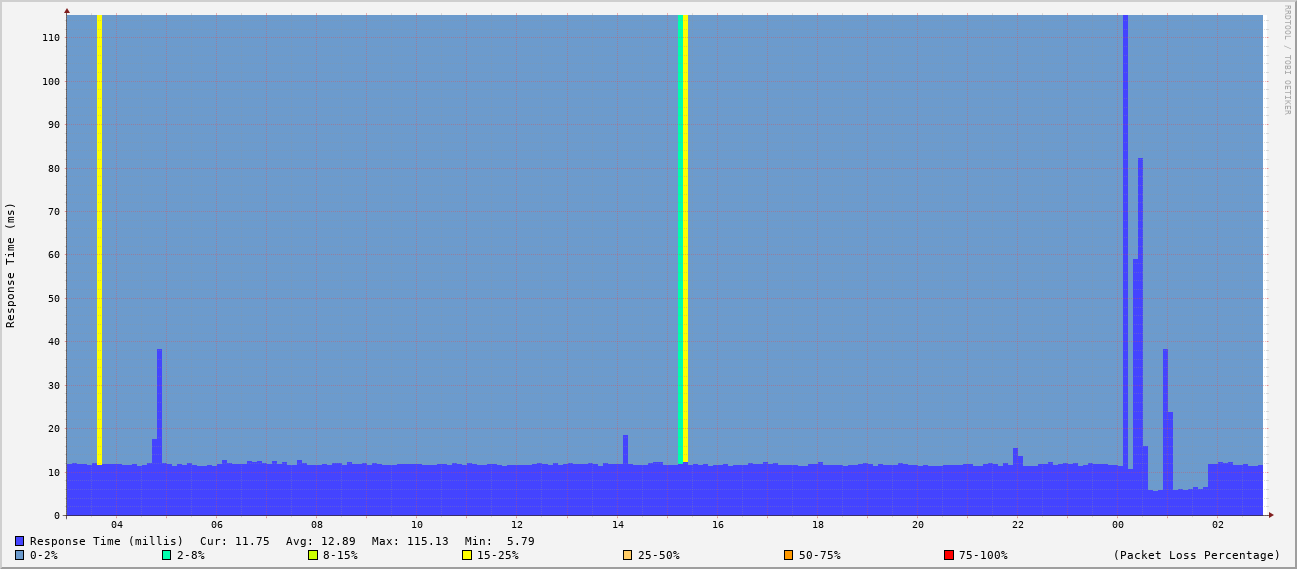 RRDTOOL / TOBI OETIKER
Response Time (ms)
110
100
90
80
70
60
50
40
30
20
10
0
04 06 08 10 12 14 16 18 20 22 00 02
Response Time (millis) Cur: 11.75 Avg: 12.89 Max: 115.13 Min: 5.79
0-2% 2-8% 8-15% 15-25% 25-50% 50-75% 75-100% (Packet Loss Percentage)